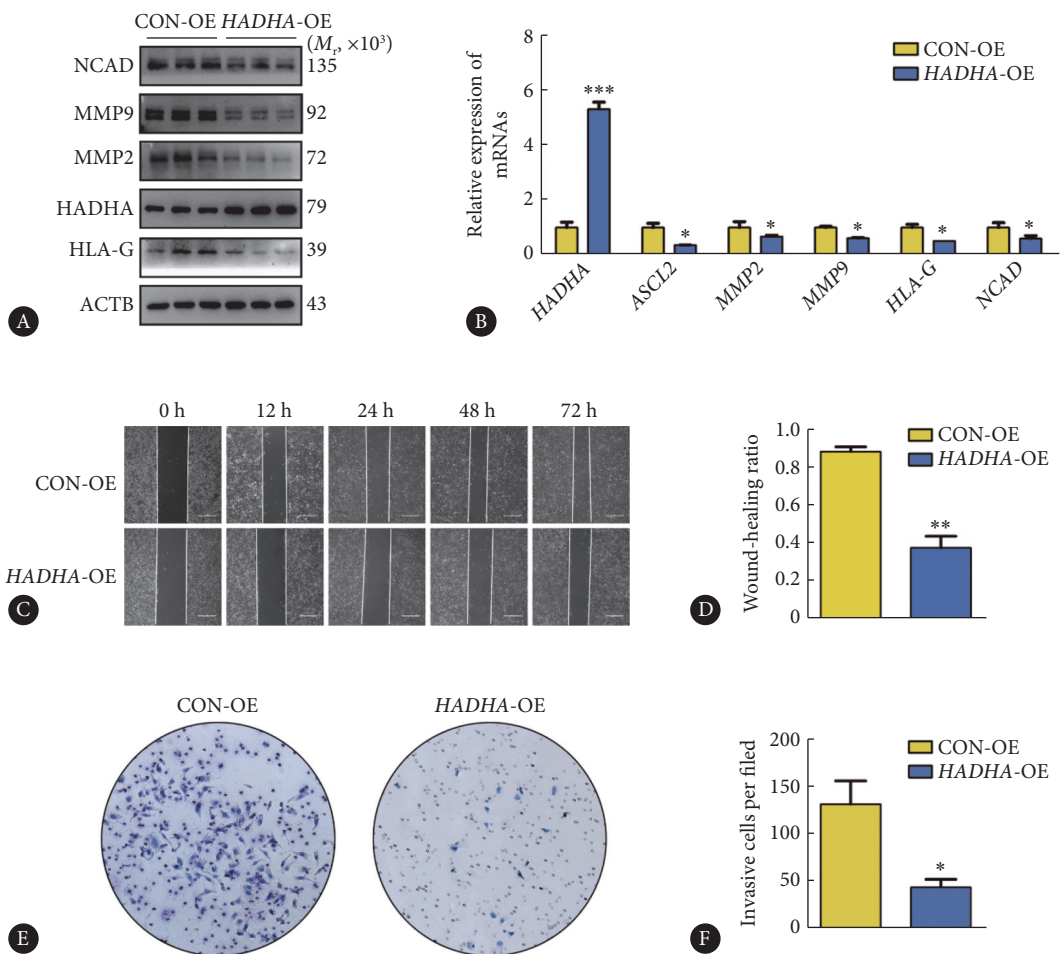 CON-OE HADHA-OE
(Mr, ×10³)
NCAD 135
MMP9 92
MMP2 72
HADHA 79
HLA-G 39
ACTB 43
A
Relative expression of
mRNAs
8
6
4
2
0
CON-OE
HADHA-OE
***
* * * * *
HADHA ASCL2 MMP2 MMP9 HLA-G NCAD
B
0 h 12 h 24 h 48 h 72 h
CON-OE
HADHA-OE
C
Wound-healing ratio
1.0
0.8
0.6
0.4
0.2
0
CON-OE
HADHA-OE
**
D
CON-OE HADHA-OE
E
Invasive cells per filed
200
150
100
50
0
CON-OE
HADHA-OE
*
F